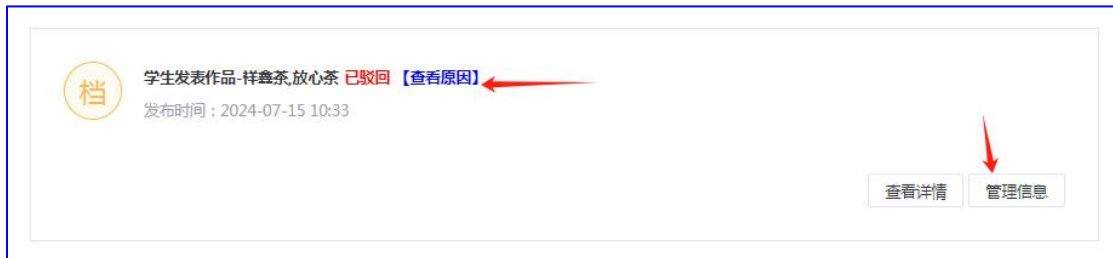 档
学生发表作品-祥鑫茶,放心茶 已驳回 【查看原因】
发布时间：2024-07-15 10:33
查看详情 管理信息